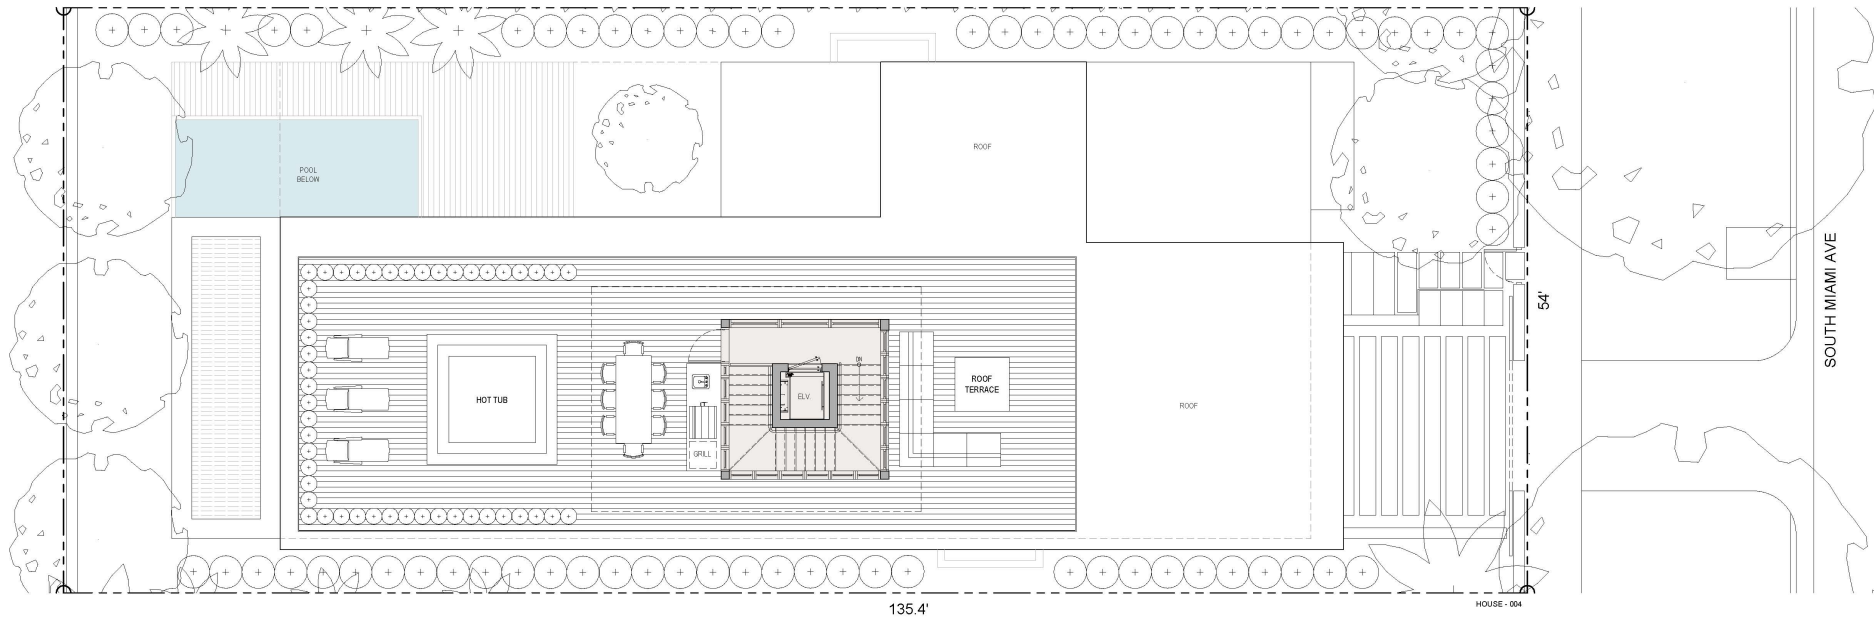 ROOF
POOL
BELOW
SOUTH MIAMI AVE
54'
DN
HOT TUB
ELV.
ROOF
TERRACE
ROOF
GRILL
135.4'
HOUSE - 004